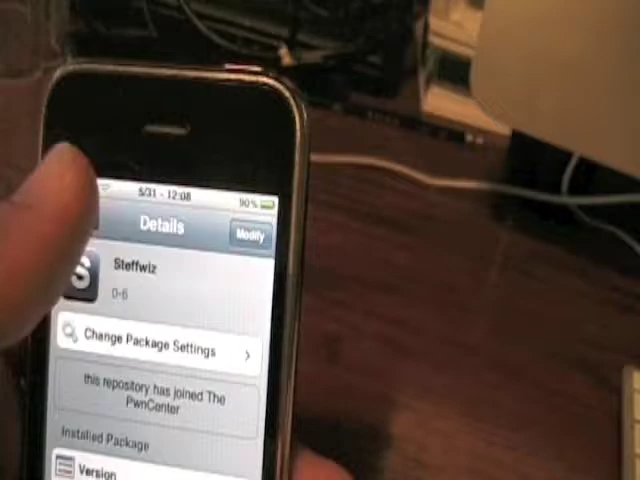 5/31 - 12:08
90%
Details
Modify
S
Steffwiz
0-6
Change Package Settings
this repository has joined The
PwnCenter
Installed Package
Version